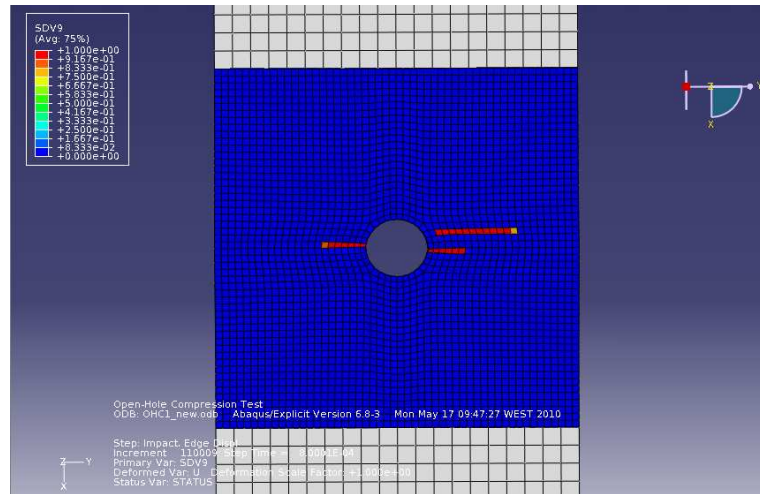 SDV9
(Avg: 75%)
+1.000e+00
+9.167e-01
+8.333e-01
+7.500e-01
+6.667e-01
+5.833e-01
+5.000e-01
+4.167e-01
+3.333e-01
+2.500e-01
+1.667e-01
+8.333e-02
+0.000e+00
Y
Z
X
Open-Hole Compression Test
ODB: OHC1_new.odb Abaqus/Explicit Version 6.8-3 Mon May 17 09:47:27 WEST 2010
Step: Impact. Edge Displ
Increment 110009: Step Time = 8.0001E-04
Primary Var: SDV9
Deformed Var: U Deformation Scale Factor: +1.000e+00
Status Var: STATUS
Z Y
X